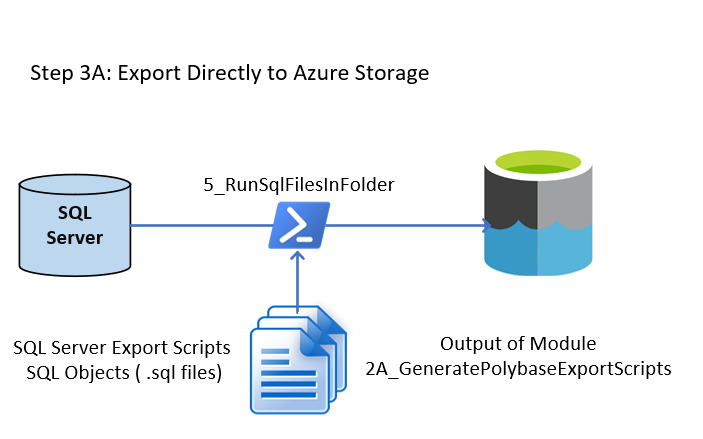 Step 3A: Export Directly to Azure Storage
5_RunSqlFilesInFolder
SQL
Server
SQL Server Export Scripts
SQL Objects ( .sql files)
Output of Module
2A_GeneratePolybaseExportScripts